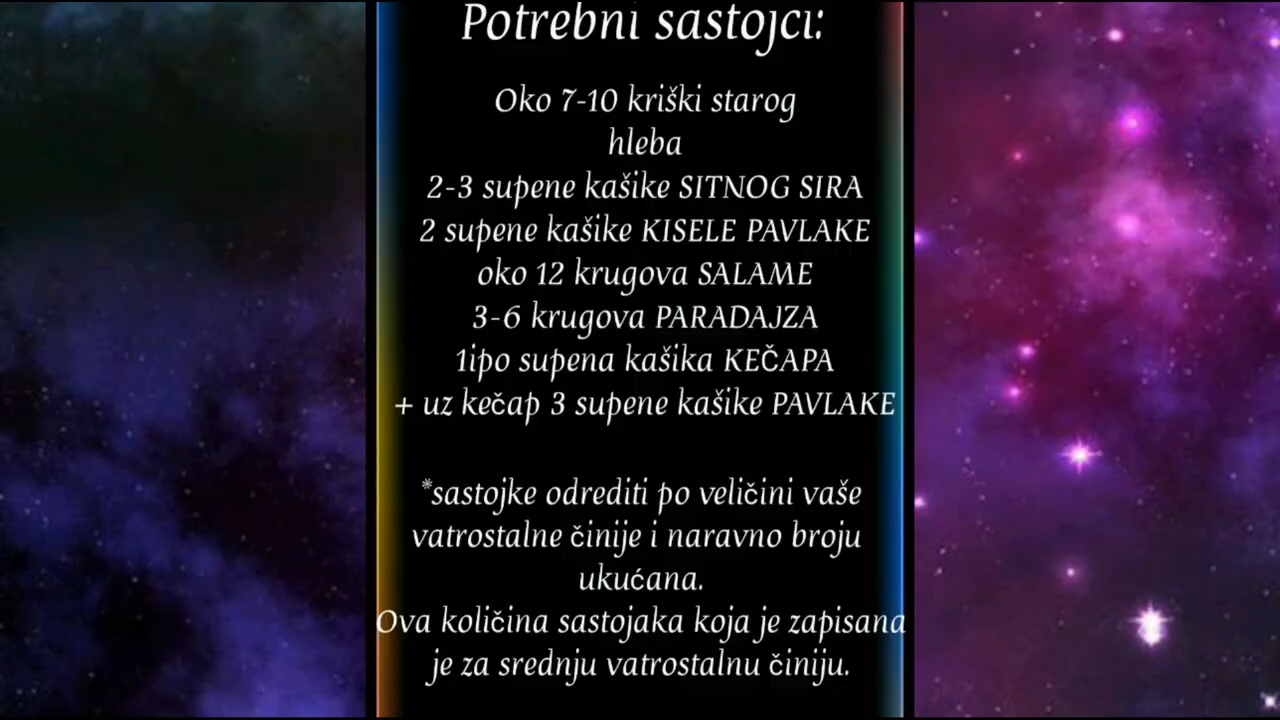 Potrebni sastojci:
Oko 7-10 kriški starog
hleba
2-3 supene kašike SITNOG SIRA
2 supene kašike KISELE PAVLAKE
oko 12 krugova SALAME
3-6 krugova PARADAJZA
1ipo supena kašika KEČAPA
+ uz kečap 3 supene kašike PAVLAKE
*sastojke odrediti po veličini vaše
vatrostalne činije i naravno broju
ukućana.
Ova količina sastojaka koja je zapisana
je za srednju vatrostalnu činiju.